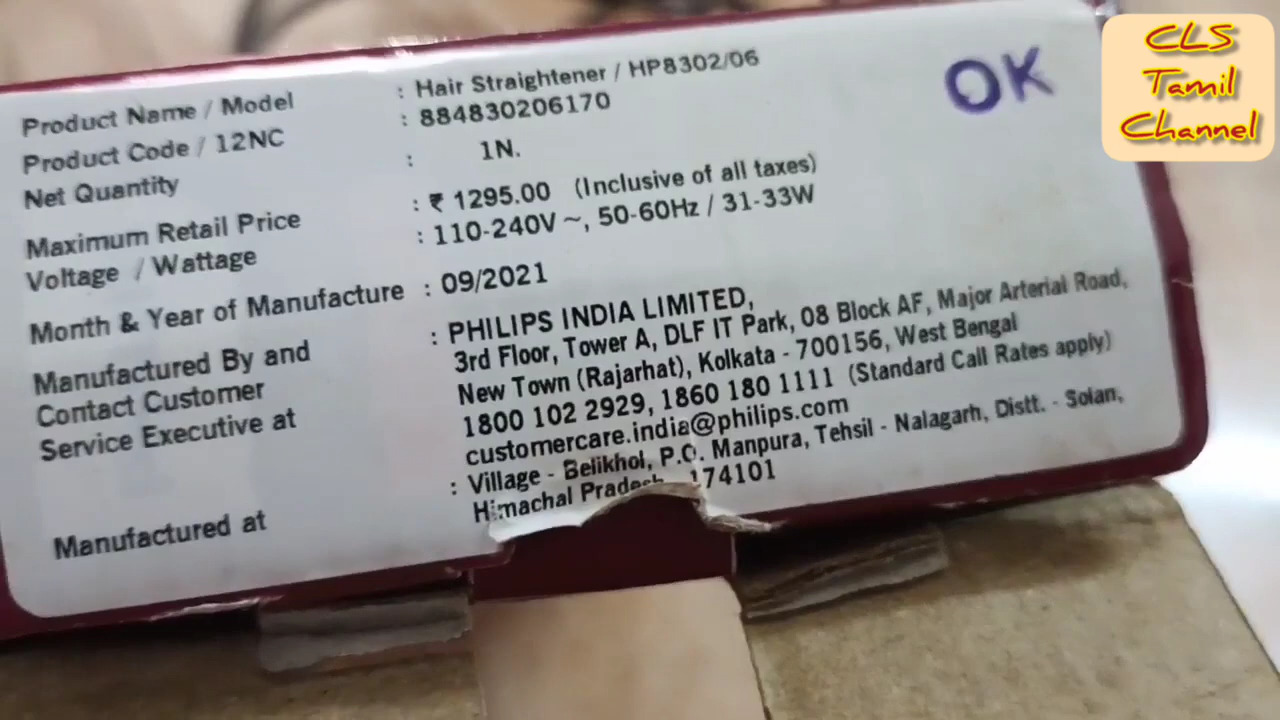 Product Name / Model : Hair Straightener / HP8302/06
Product Code / 12NC : 884830206170
Net Quantity : 1N.
Maximum Retail Price : ₹ 1295.00 (Inclusive of all taxes)
Voltage / Wattage : 110-240V ~, 50-60Hz / 31-33W
Month & Year of Manufacture : 09/2021
Manufactured By and
Contact Customer
Service Executive at
: PHILIPS INDIA LIMITED,
3rd Floor, Tower A, DLF IT Park, 08 Block AF, Major Arterial Road,
New Town (Rajarhat), Kolkata - 700156, West Bengal
1800 102 2929, 1860 180 1111 (Standard Call Rates apply)
customercare.india@philips.com
Manufactured at : Village - Belikhol, P.O. Manpura, Tehsil - Nalagarh, Distt. - Solan,
Himachal Pradesh 174101
OK
CLS
Tamil
Channel